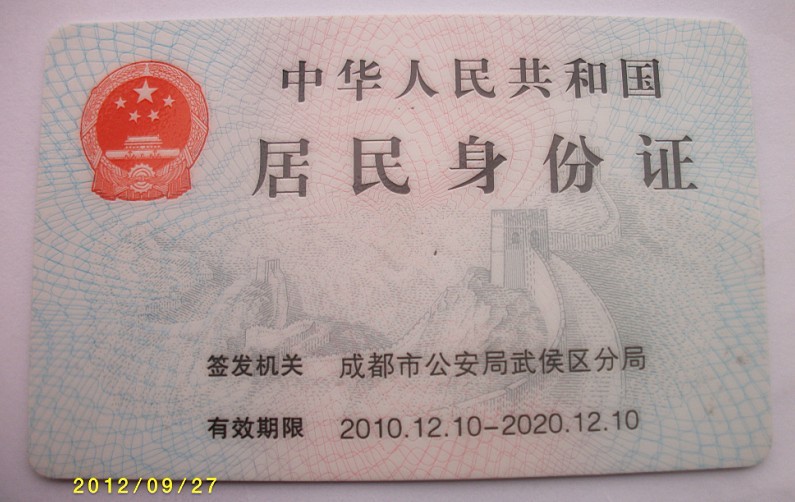 中华人民共和国
居民身份证
签发机关 成都市公安局武侯区分局
有效期限 2010.12.10-2020.12.10
2012/09/27